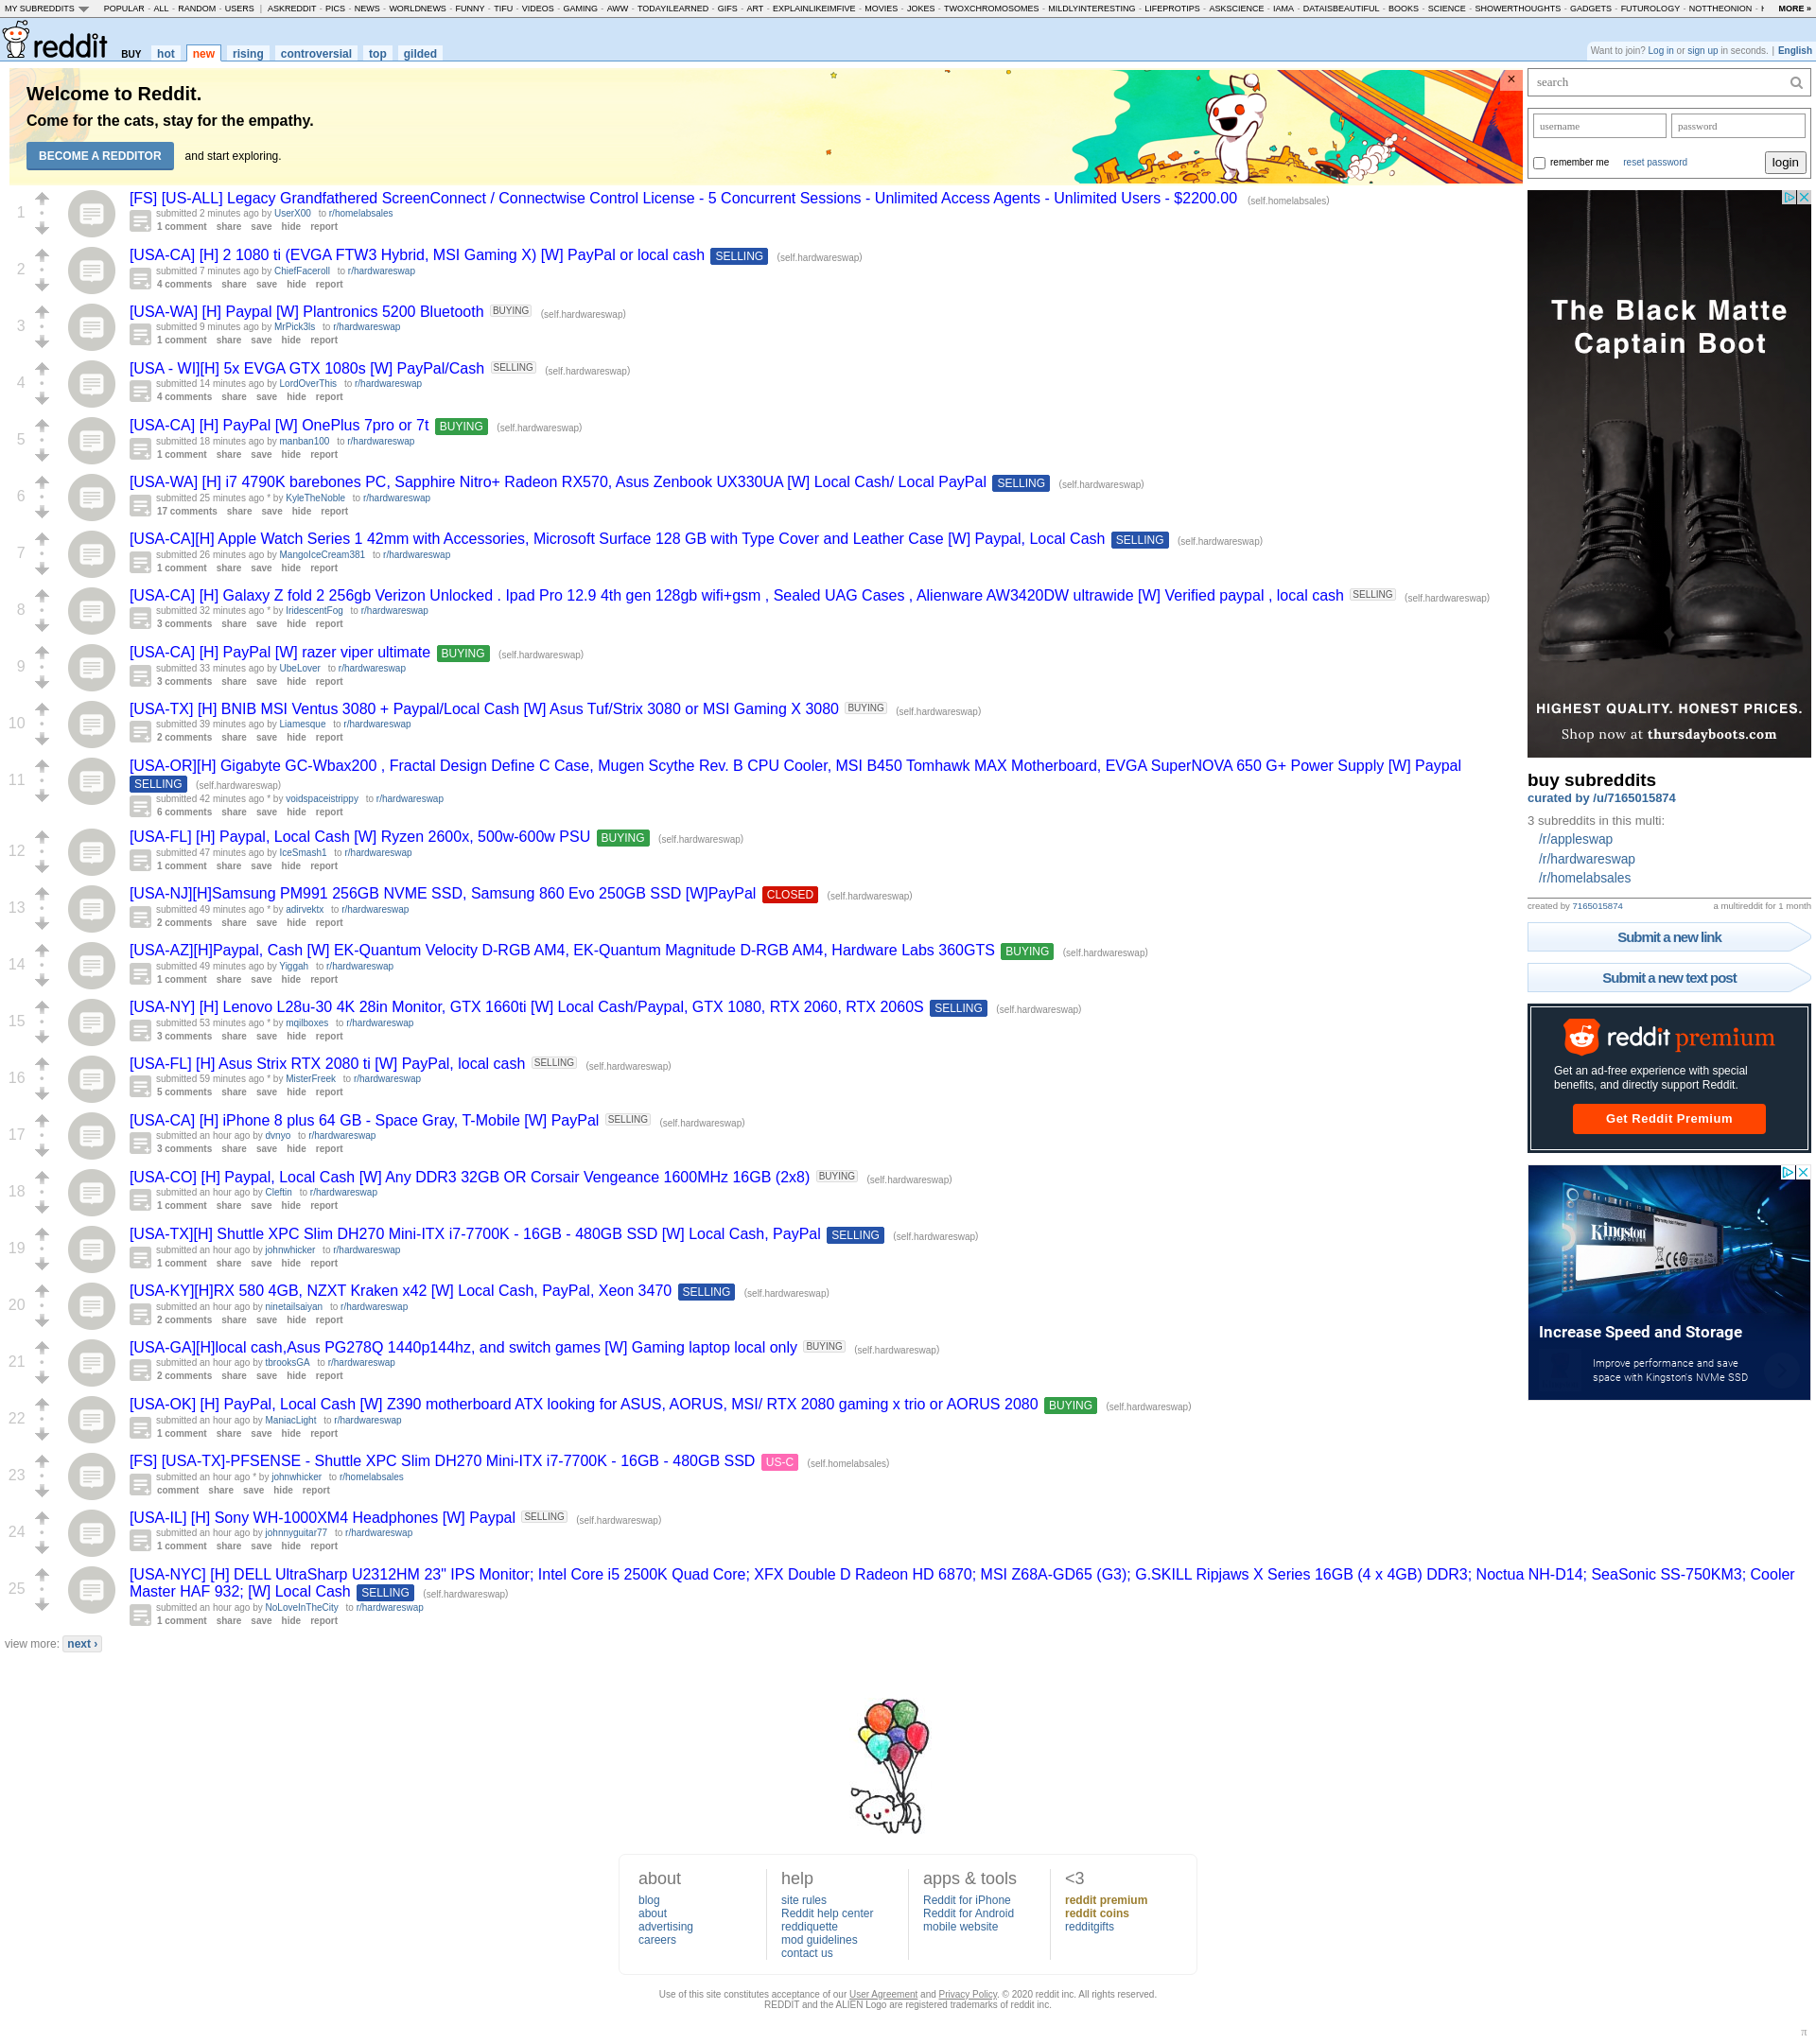 MY SUBREDDITS POPULAR - ALL - RANDOM - USERS | ASKREDDIT - PICS - NEWS - WORLDNEWS - FUNNY - TIFU - VIDEOS - GAMING - AWW - TODAYILEARNED - GIFS - ART - EXPLAINLIKEIMFIVE - MOVIES - JOKES - TWOXCHROMOSOMES - MILDLYINTERESTING - LIFEPROTIPS - ASKSCIENCE - IAMA - DATAISBEAUTIFUL - BOOKS - SCIENCE - SHOWERTHOUGHTS - GADGETS - FUTUROLOGY - NOTTHEONION - MORE »
reddit BUY hot new rising controversial top gilded
Want to join? Log in or sign up in seconds. | English
Welcome to Reddit.
Come for the cats, stay for the empathy.
BECOME A REDDITOR and start exploring.
×
search
username password
remember me reset password login
1 [FS] [US-ALL] Legacy Grandfathered ScreenConnect / Connectwise Control License - 5 Concurrent Sessions - Unlimited Access Agents - Unlimited Users - $2200.00 (self.homelabsales)
submitted 2 minutes ago by UserX00 to r/homelabsales
1 comment share save hide report
2 [USA-CA] [H] 2 1080 ti (EVGA FTW3 Hybrid, MSI Gaming X) [W] PayPal or local cash SELLING (self.hardwareswap)
submitted 7 minutes ago by ChiefFaceroll to r/hardwareswap
4 comments share save hide report
3 [USA-WA] [H] Paypal [W] Plantronics 5200 Bluetooth BUYING (self.hardwareswap)
submitted 9 minutes ago by MrPick3ls to r/hardwareswap
1 comment share save hide report
4 [USA - WI][H] 5x EVGA GTX 1080s [W] PayPal/Cash SELLING (self.hardwareswap)
submitted 14 minutes ago by LordOverThis to r/hardwareswap
4 comments share save hide report
5 [USA-CA] [H] PayPal [W] OnePlus 7pro or 7t BUYING (self.hardwareswap)
submitted 18 minutes ago by manban100 to r/hardwareswap
1 comment share save hide report
6 [USA-WA] [H] i7 4790K barebones PC, Sapphire Nitro+ Radeon RX570, Asus Zenbook UX330UA [W] Local Cash/ Local PayPal SELLING (self.hardwareswap)
submitted 25 minutes ago * by KyleTheNoble to r/hardwareswap
17 comments share save hide report
7 [USA-CA][H] Apple Watch Series 1 42mm with Accessories, Microsoft Surface 128 GB with Type Cover and Leather Case [W] Paypal, Local Cash SELLING (self.hardwareswap)
submitted 26 minutes ago by MangoIceCream381 to r/hardwareswap
1 comment share save hide report
8 [USA-CA] [H] Galaxy Z fold 2 256gb Verizon Unlocked . Ipad Pro 12.9 4th gen 128gb wifi+gsm , Sealed UAG Cases , Alienware AW3420DW ultrawide [W] Verified paypal , local cash SELLING (self.hardwareswap)
submitted 32 minutes ago * by IridescentFog to r/hardwareswap
3 comments share save hide report
9 [USA-CA] [H] PayPal [W] razer viper ultimate BUYING (self.hardwareswap)
submitted 33 minutes ago by UbeLover to r/hardwareswap
3 comments share save hide report
10 [USA-TX] [H] BNIB MSI Ventus 3080 + Paypal/Local Cash [W] Asus Tuf/Strix 3080 or MSI Gaming X 3080 BUYING (self.hardwareswap)
submitted 39 minutes ago by Liamesque to r/hardwareswap
2 comments share save hide report
11 [USA-OR][H] Gigabyte GC-Wbax200 , Fractal Design Define C Case, Mugen Scythe Rev. B CPU Cooler, MSI B450 Tomhawk MAX Motherboard, EVGA SuperNOVA 650 G+ Power Supply [W] Paypal
SELLING (self.hardwareswap)
submitted 42 minutes ago * by voidspaceistrippy to r/hardwareswap
6 comments share save hide report
12 [USA-FL] [H] Paypal, Local Cash [W] Ryzen 2600x, 500w-600w PSU BUYING (self.hardwareswap)
submitted 47 minutes ago by IceSmash1 to r/hardwareswap
1 comment share save hide report
13 [USA-NJ][H]Samsung PM991 256GB NVME SSD, Samsung 860 Evo 250GB SSD [W]PayPal CLOSED (self.hardwareswap)
submitted 49 minutes ago * by adirvektx to r/hardwareswap
2 comments share save hide report
14 [USA-AZ][H]Paypal, Cash [W] EK-Quantum Velocity D-RGB AM4, EK-Quantum Magnitude D-RGB AM4, Hardware Labs 360GTS BUYING (self.hardwareswap)
submitted 49 minutes ago by Yiggah to r/hardwareswap
1 comment share save hide report
15 [USA-NY] [H] Lenovo L28u-30 4K 28in Monitor, GTX 1660ti [W] Local Cash/Paypal, GTX 1080, RTX 2060, RTX 2060S SELLING (self.hardwareswap)
submitted 53 minutes ago * by mqilboxes to r/hardwareswap
3 comments share save hide report
16 [USA-FL] [H] Asus Strix RTX 2080 ti [W] PayPal, local cash SELLING (self.hardwareswap)
submitted 59 minutes ago * by MisterFreek to r/hardwareswap
5 comments share save hide report
17 [USA-CA] [H] iPhone 8 plus 64 GB - Space Gray, T-Mobile [W] PayPal SELLING (self.hardwareswap)
submitted an hour ago by dvnyo to r/hardwareswap
3 comments share save hide report
18 [USA-CO] [H] Paypal, Local Cash [W] Any DDR3 32GB OR Corsair Vengeance 1600MHz 16GB (2x8) BUYING (self.hardwareswap)
submitted an hour ago by Cleftin to r/hardwareswap
1 comment share save hide report
19 [USA-TX][H] Shuttle XPC Slim DH270 Mini-ITX i7-7700K - 16GB - 480GB SSD [W] Local Cash, PayPal SELLING (self.hardwareswap)
submitted an hour ago by johnwhicker to r/hardwareswap
1 comment share save hide report
20 [USA-KY][H]RX 580 4GB, NZXT Kraken x42 [W] Local Cash, PayPal, Xeon 3470 SELLING (self.hardwareswap)
submitted an hour ago by ninetailsaiyan to r/hardwareswap
2 comments share save hide report
21 [USA-GA][H]local cash,Asus PG278Q 1440p144hz, and switch games [W] Gaming laptop local only BUYING (self.hardwareswap)
submitted an hour ago by tbrooksGA to r/hardwareswap
2 comments share save hide report
22 [USA-OK] [H] PayPal, Local Cash [W] Z390 motherboard ATX looking for ASUS, AORUS, MSI/ RTX 2080 gaming x trio or AORUS 2080 BUYING (self.hardwareswap)
submitted an hour ago by ManiacLight to r/hardwareswap
1 comment share save hide report
23 [FS] [USA-TX]-PFSENSE - Shuttle XPC Slim DH270 Mini-ITX i7-7700K - 16GB - 480GB SSD US-C (self.homelabsales)
submitted an hour ago * by johnwhicker to r/homelabsales
comment share save hide report
24 [USA-IL] [H] Sony WH-1000XM4 Headphones [W] Paypal SELLING (self.hardwareswap)
submitted an hour ago by johnnyguitar77 to r/hardwareswap
1 comment share save hide report
25 [USA-NYC] [H] DELL UltraSharp U2312HM 23" IPS Monitor; Intel Core i5 2500K Quad Core; XFX Double D Radeon HD 6870; MSI Z68A-GD65 (G3); G.SKILL Ripjaws X Series 16GB (4 x 4GB) DDR3; Noctua NH-D14; SeaSonic SS-750KM3; Cooler
Master HAF 932; [W] Local Cash SELLING (self.hardwareswap)
submitted an hour ago by NoLoveInTheCity to r/hardwareswap
1 comment share save hide report
view more: next ›
The Black Matte
Captain Boot
HIGHEST QUALITY. HONEST PRICES.
Shop now at thursdayboots.com
buy subreddits
curated by /u/7165015874
3 subreddits in this multi:
/r/appleswap
/r/hardwareswap
/r/homelabsales
created by 7165015874 a multireddit for 1 month
Submit a new link
Submit a new text post
reddit premium
Get an ad-free experience with special
benefits, and directly support Reddit.
Get Reddit Premium
Kingston
TECHNOLOGY
Increase Speed and Storage
Improve performance and save
space with Kingston's NVMe SSD
about
blog
about
advertising
careers
help
site rules
Reddit help center
reddiquette
mod guidelines
contact us
apps & tools
Reddit for iPhone
Reddit for Android
mobile website
<3
reddit premium
reddit coins
redditgifts
Use of this site constitutes acceptance of our User Agreement and Privacy Policy. © 2020 reddit inc. All rights reserved.
REDDIT and the ALIEN Logo are registered trademarks of reddit inc.
π